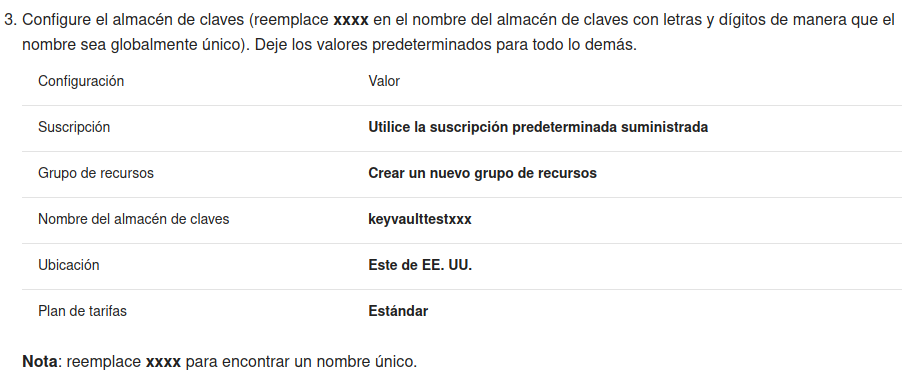 3. Configure el almacén de claves (reemplace xxxx en el nombre del almacén de claves con letras y dígitos de manera que el
nombre sea globalmente único). Deje los valores predeterminados para todo lo demás.
Configuración Valor
Suscripción Utilice la suscripción predeterminada suministrada
Grupo de recursos Crear un nuevo grupo de recursos
Nombre del almacén de claves keyvaulttestxxx
Ubicación Este de EE. UU.
Plan de tarifas Estándar
Nota: reemplace xxxx para encontrar un nombre único.